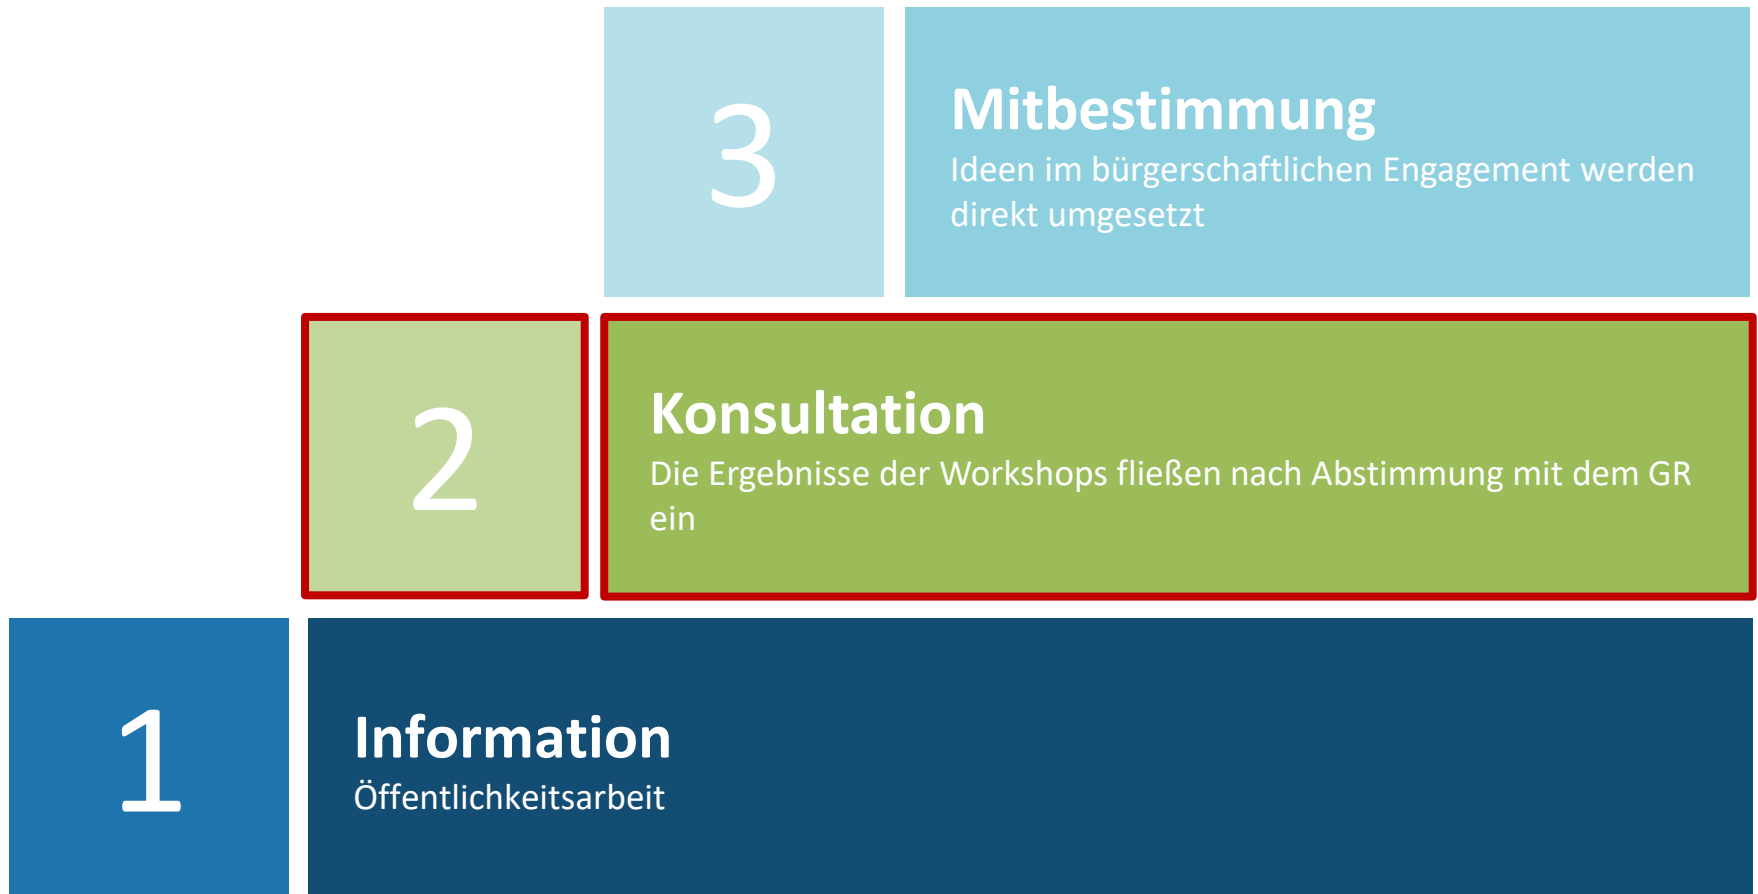 3
Mitbestimmung
Ideen im bürgerschaftlichen Engagement werden
direkt umgesetzt
2
Konsultation
Die Ergebnisse der Workshops fließen nach Abstimmung mit dem GR
ein
1
Information
Öffentlichkeitsarbeit